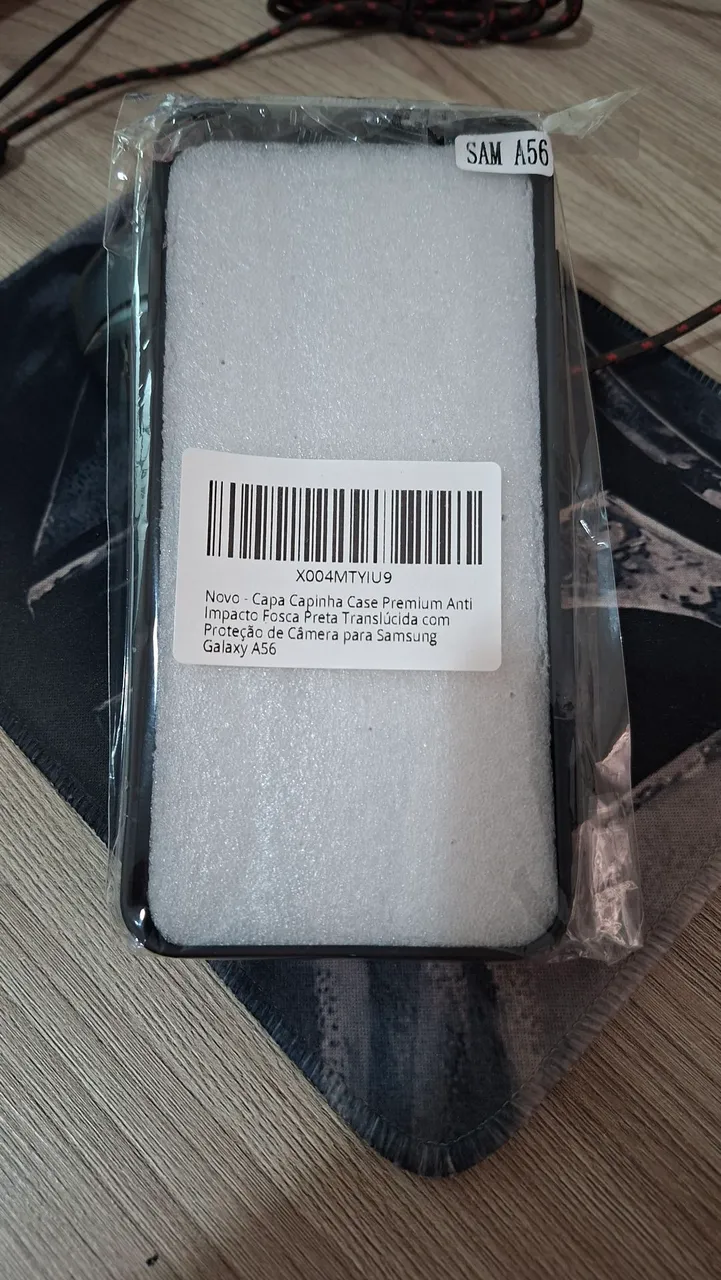 SAM A56
X004MTYIU9
Novo - Capa Capinha Case Premium Anti
Impacto Fosca Preta Translúcida com
Proteção de Câmera para Samsung
Galaxy A56